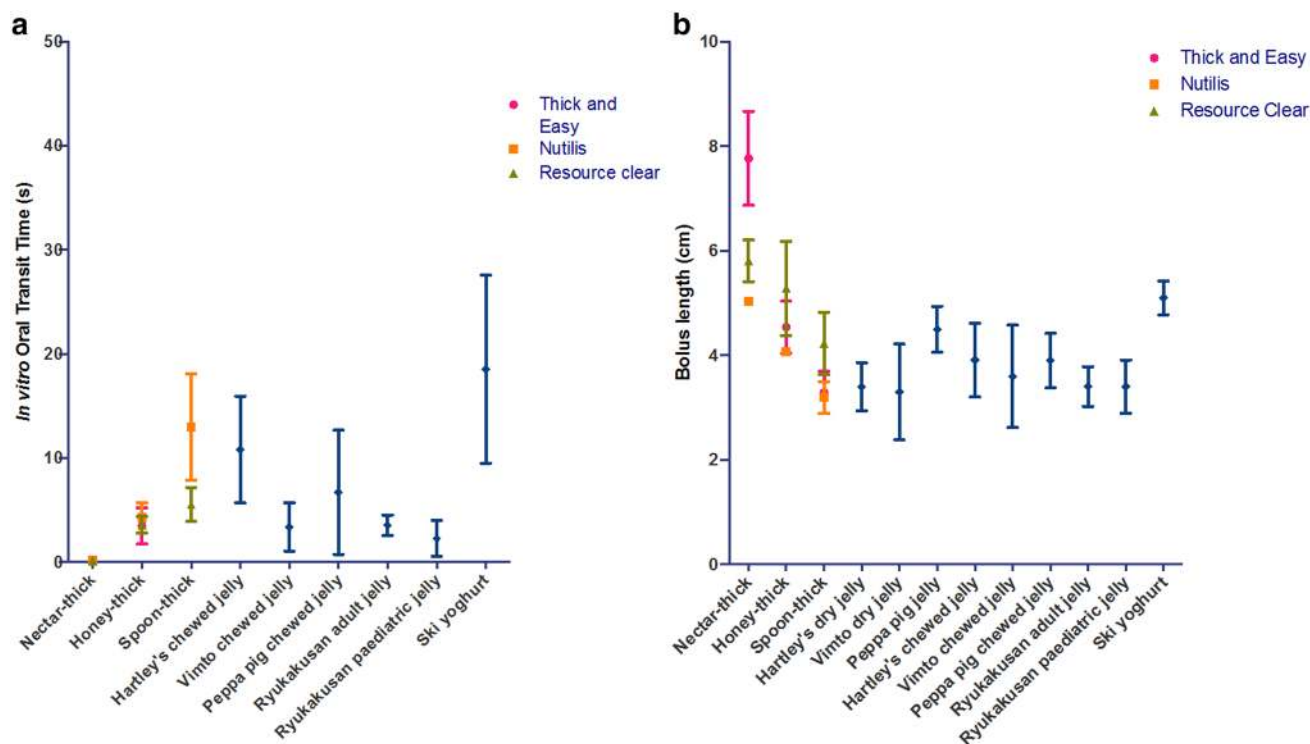 a
50
40
30
20
10
0
In vitro Oral Transit Time (s)
Thick and
Easy
Nutilis
Resource clear
Nectar-thick
Honey-thick
Spoon-thick
Hartley's chewed jelly
Vimto chewed jelly
Peppa pig chewed jelly
Ryukakusan adult jelly
Ryukakusan paediatric jelly
Ski yoghurt
b
10
8
6
4
2
0
Bolus length (cm)
Thick and Easy
Nutilis
Resource Clear
Nectar-thick
Honey-thick
Spoon-thick
Hartley's dry jelly
Vimto dry jelly
Peppa pig jelly
Hartley's chewed jelly
Vimto chewed jelly
Peppa pig chewed jelly
Ryukakusan adult jelly
Ryukakusan paediatric jelly
Ski yoghurt